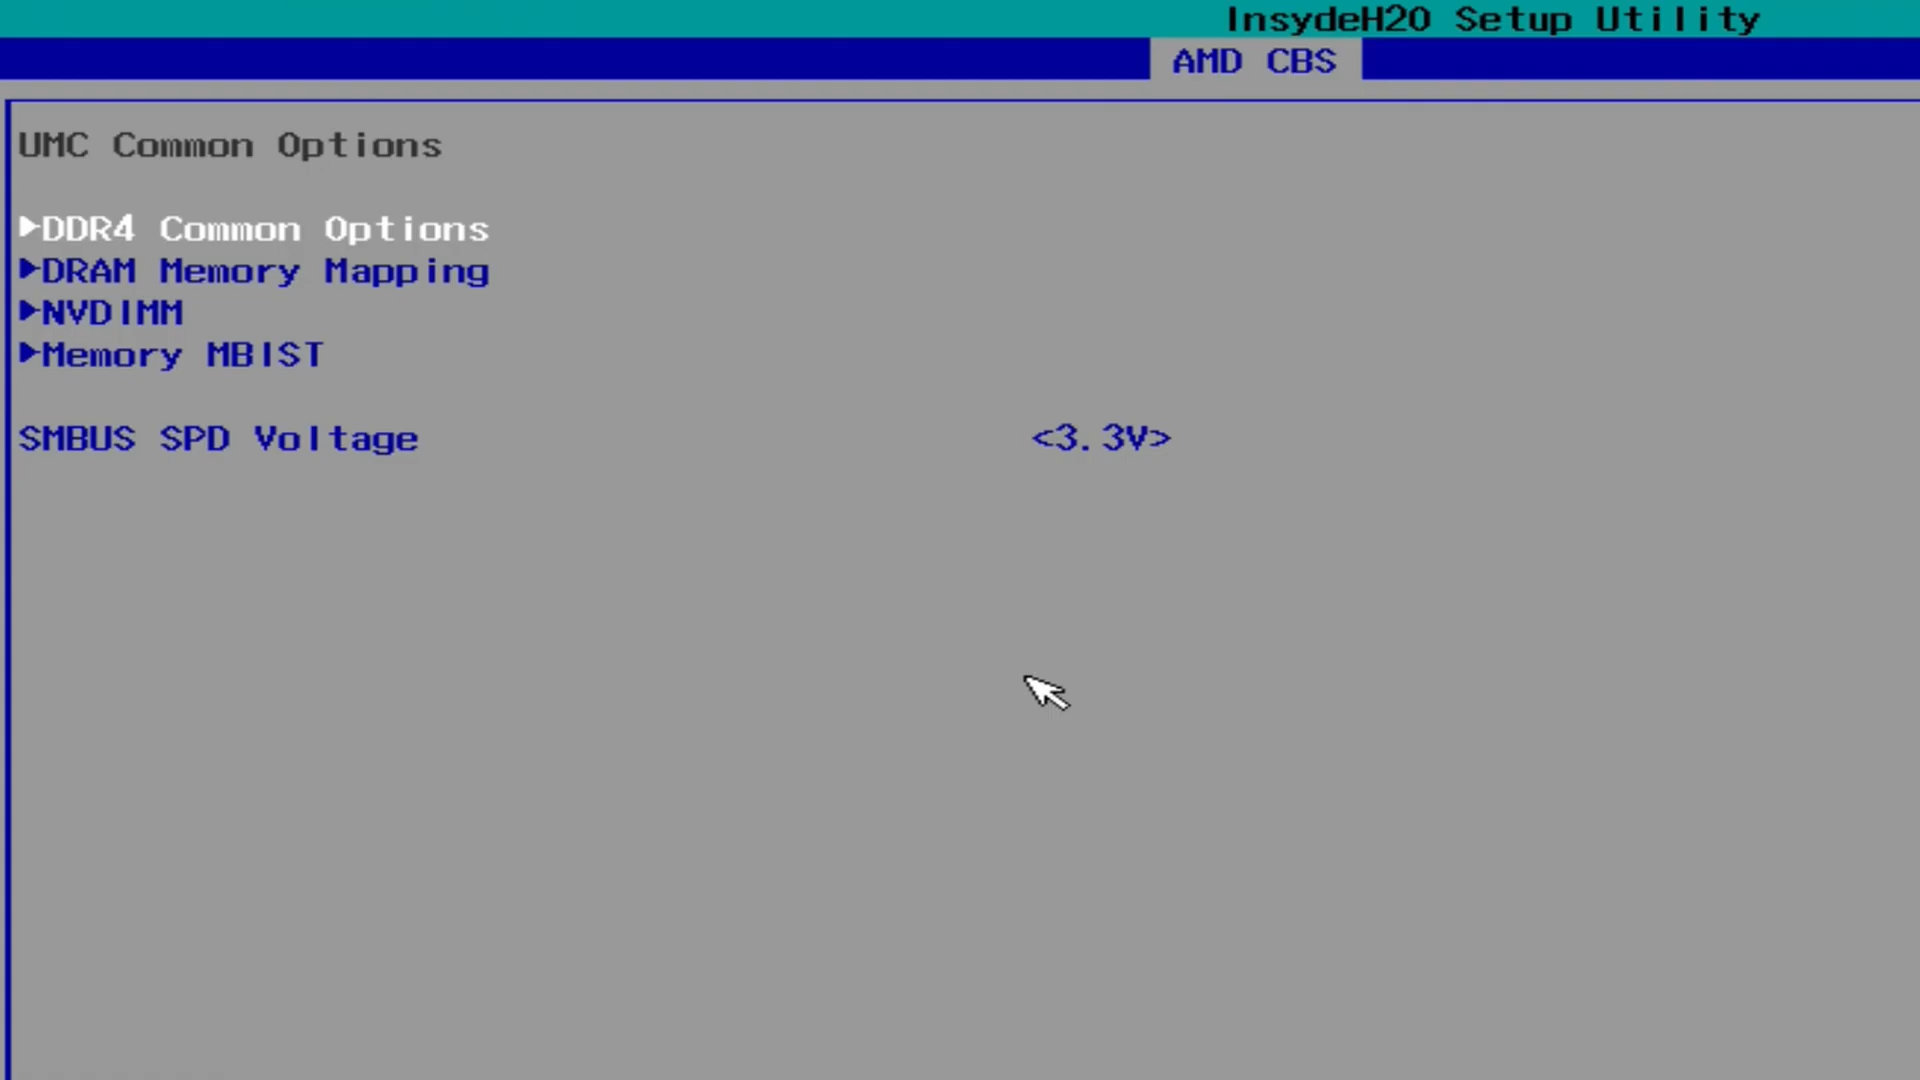 InsydeH2O Setup Utility
AMD CBS
UMC Common Options
▶DDR4 Common Options
▶DRAM Memory Mapping
▶NVDIMM
▶Memory MBIST
SMBUS SPD Voltage <3.3V>